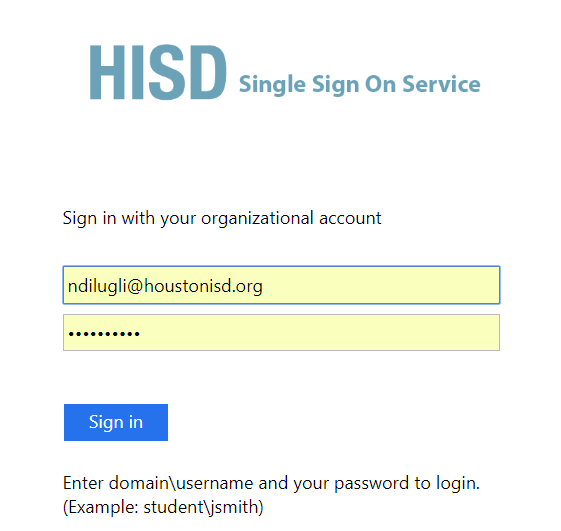 HISD Single Sign On Service
Sign in with your organizational account
ndilugli@houstonisd.org
••••••••••
Sign in
Enter domain\username and your password to login.
(Example: student\jsmith)